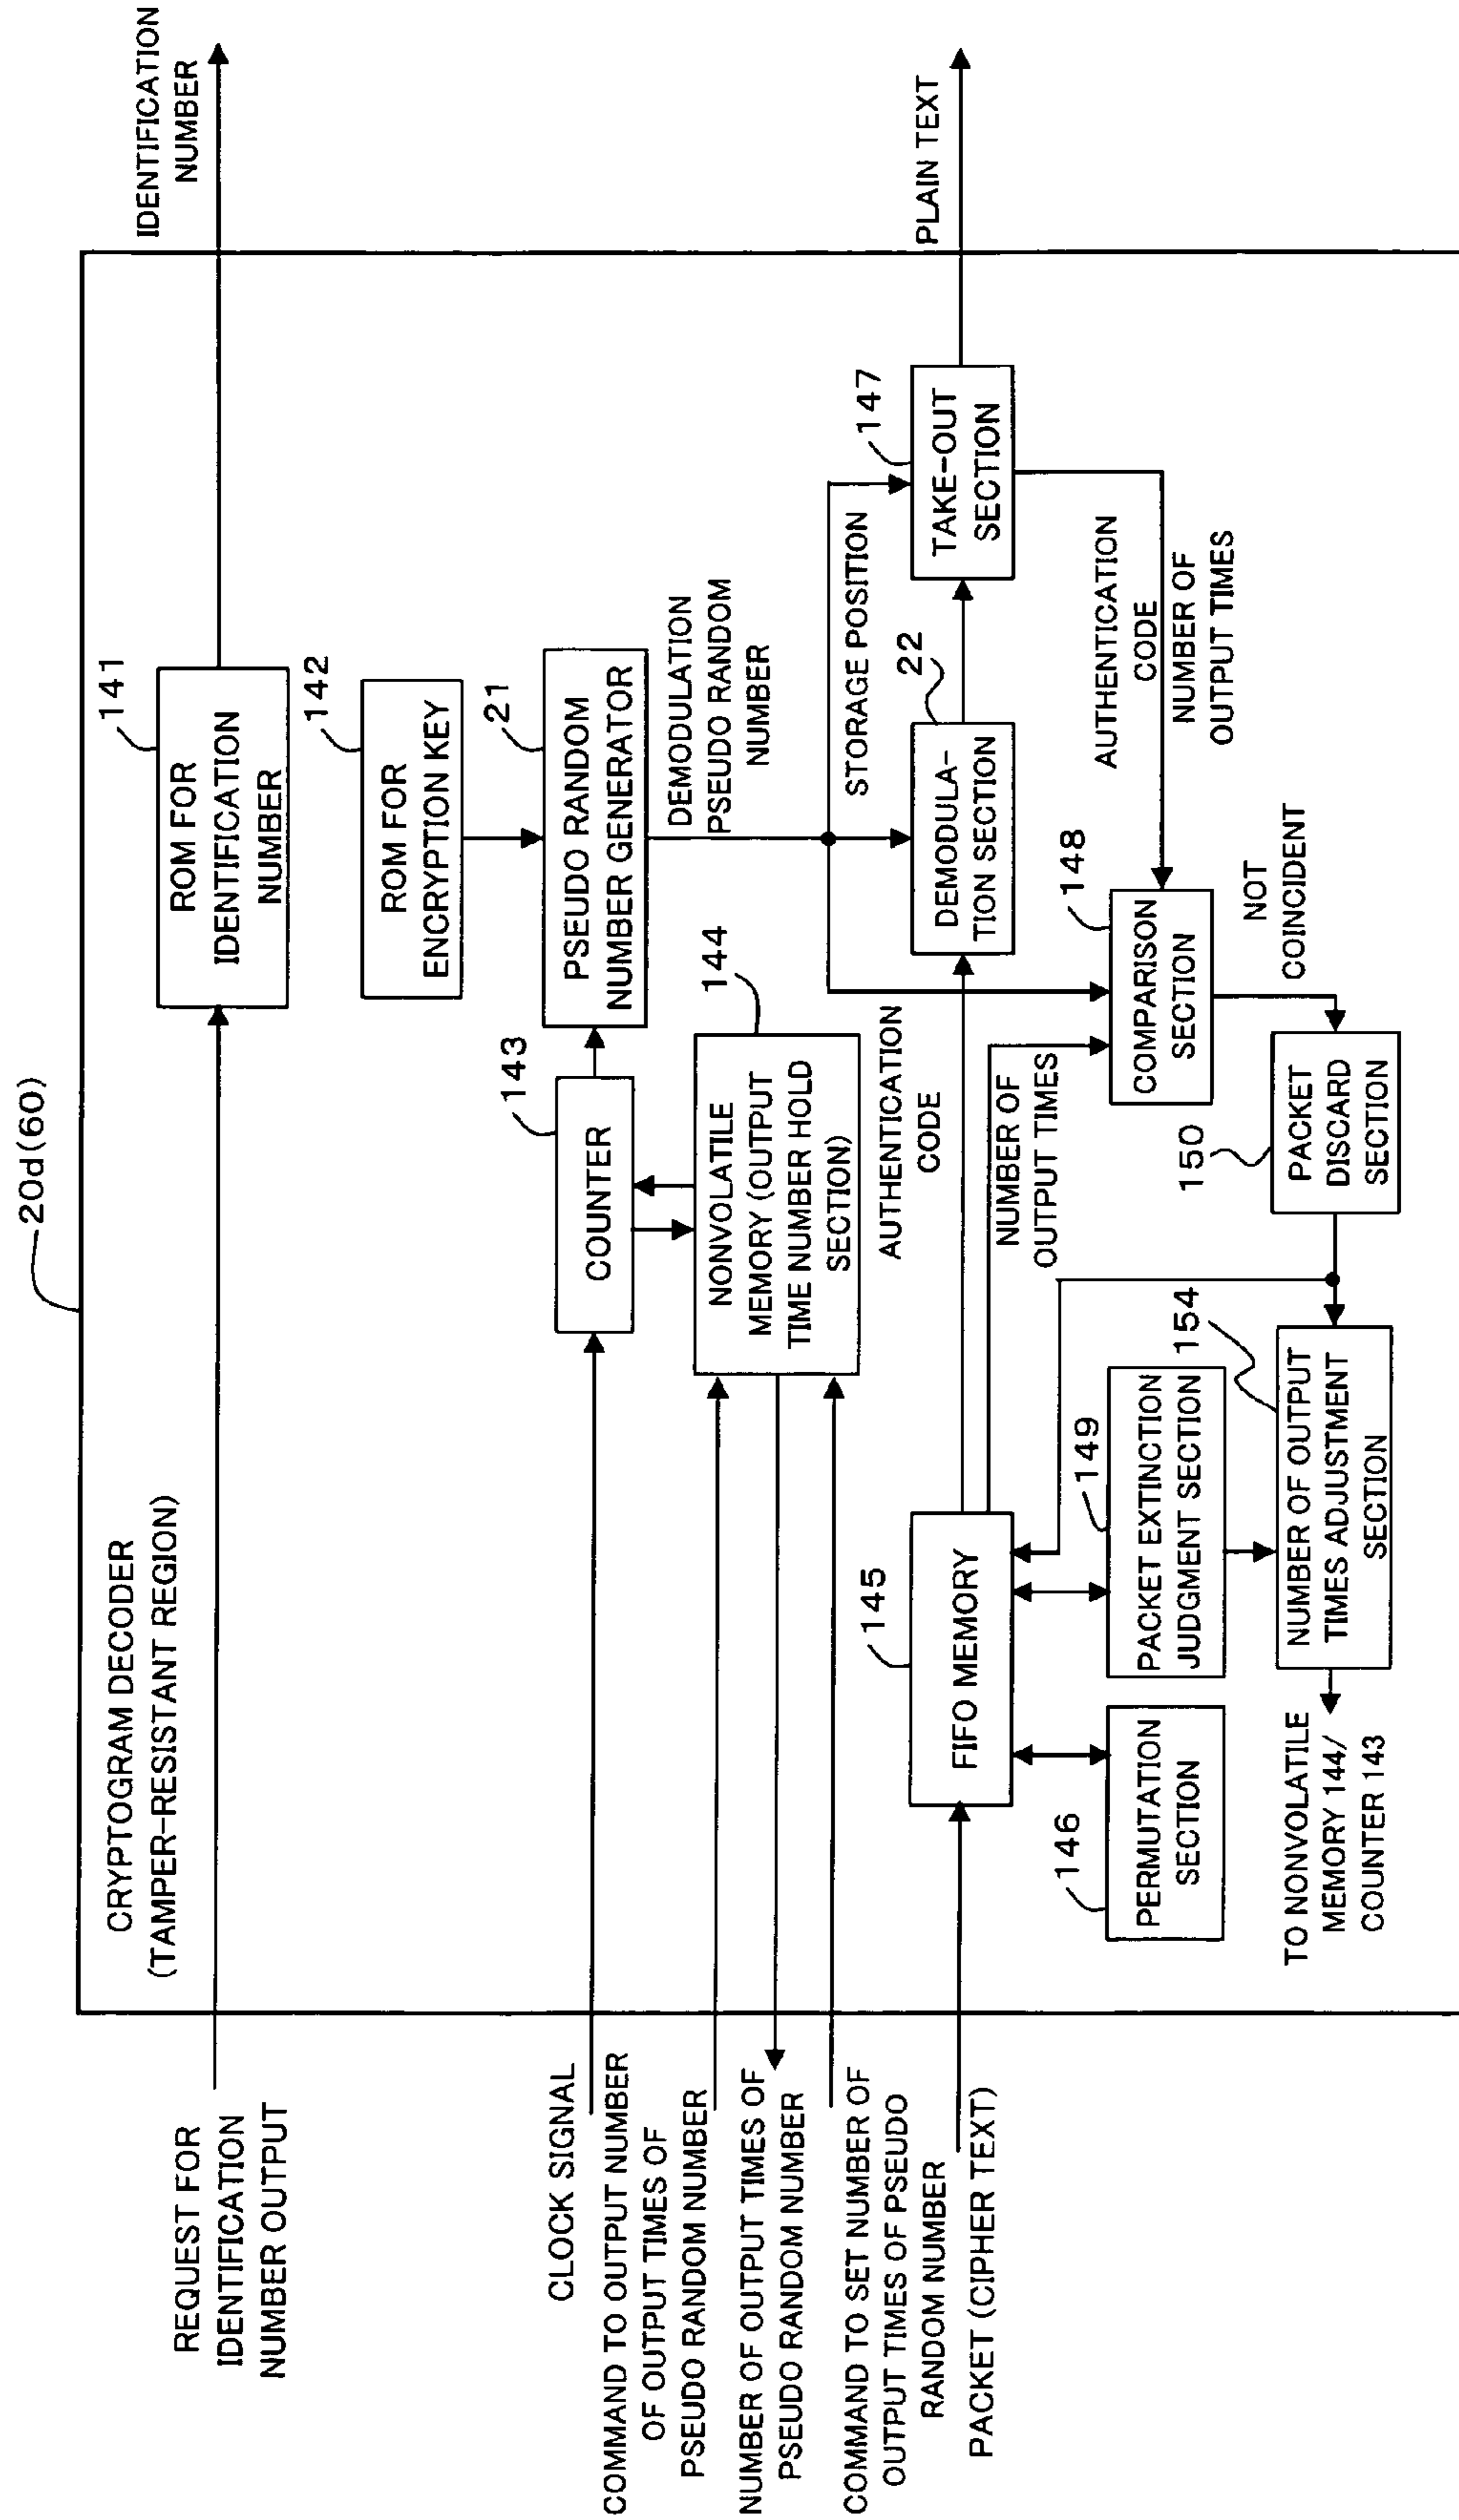 20d(60)
CRYPTOGRAM DECODER
(TAMPER-RESISTANT REGION)
REQUEST FOR
IDENTIFICATION
NUMBER OUTPUT
141
ROM FOR
IDENTIFICATION
NUMBER
IDENTIFICATION
NUMBER
142
ROM FOR
ENCRYPTION KEY
CLOCK SIGNAL
143
COUNTER
21
PSEUDO RANDOM
NUMBER GENERATOR
COMMAND TO OUTPUT NUMBER
OF OUTPUT TIMES OF
PSEUDO RANDOM NUMBER
NUMBER OF OUTPUT TIMES OF
PSEUDO RANDOM NUMBER
COMMAND TO SET NUMBER OF
OUTPUT TIMES OF PSEUDO
RANDOM NUMBER
144
NONVOLATILE
MEMORY (OUTPUT
TIME NUMBER HOLD
SECTION)
DEMODULATION
PSEUDO RANDOM
NUMBER
STORAGE POSITION
AUTHENTICATION
CODE
PACKET (CIPHER TEXT)
145
FIFO MEMORY
22
DEMODULA-
TION SECTION
147
TAKE-OUT
SECTION
PLAIN TEXT
NUMBER OF
OUTPUT TIMES
AUTHENTICATION
CODE
NUMBER OF
OUTPUT TIMES
146
PERMUTATION
SECTION
149
PACKET EXTINCTION
JUDGMENT SECTION
148
COMPARISON
SECTION
NOT
COINCIDENT
150
PACKET
DISCARD
SECTION
154
NUMBER OF OUTPUT
TIMES ADJUSTMENT
SECTION
TO NONVOLATILE
MEMORY 144/
COUNTER 143